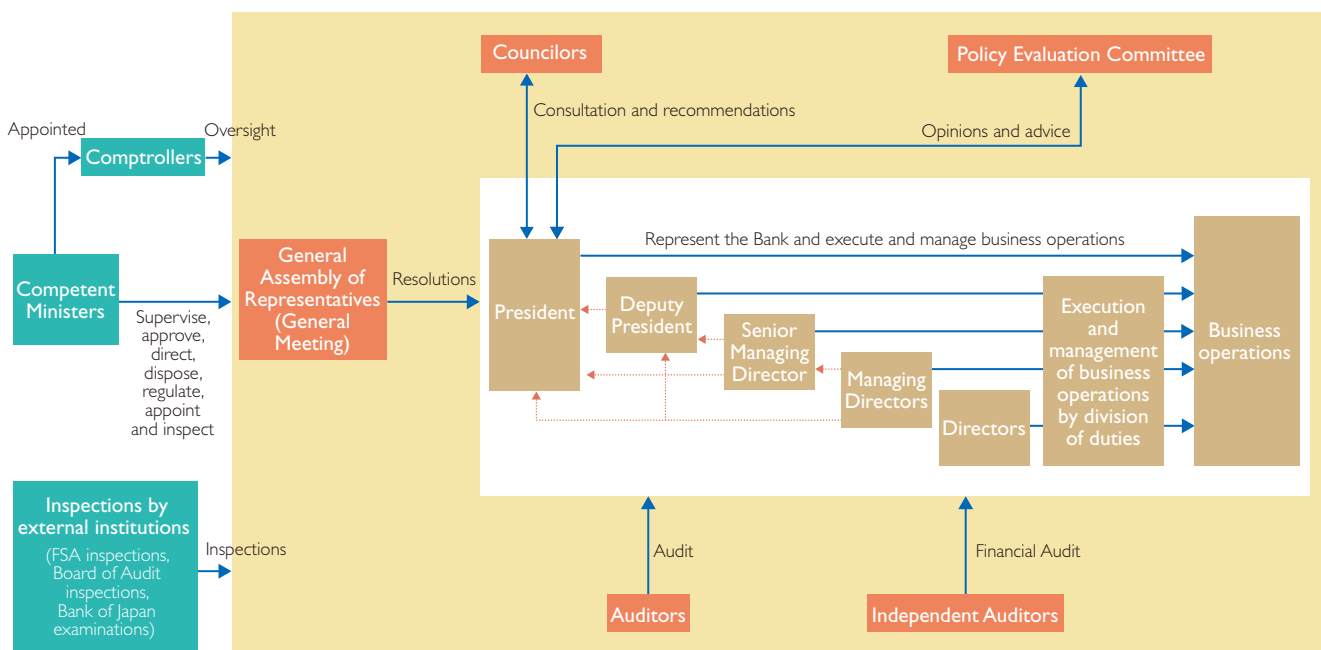 Councilors
Policy Evaluation Committee
Consultation and recommendations
Opinions and advice
Appointed
Oversight
Comptrollers
Competent
Ministers
Supervise,
approve,
direct,
dispose,
regulate,
appoint
and inspect
General
Assembly of
Representatives
(General
Meeting)
Resolutions
President
Represent the Bank and execute and manage business operations
Deputy
President
Senior
Managing
Director
Managing
Directors
Directors
Execution
and
management
of business
operations
by division
of duties
Business
operations
Inspections by
external institutions
(FSA inspections,
Board of Audit
inspections,
Bank of Japan
examinations)
Inspections
Audit
Financial Audit
Auditors
Independent Auditors